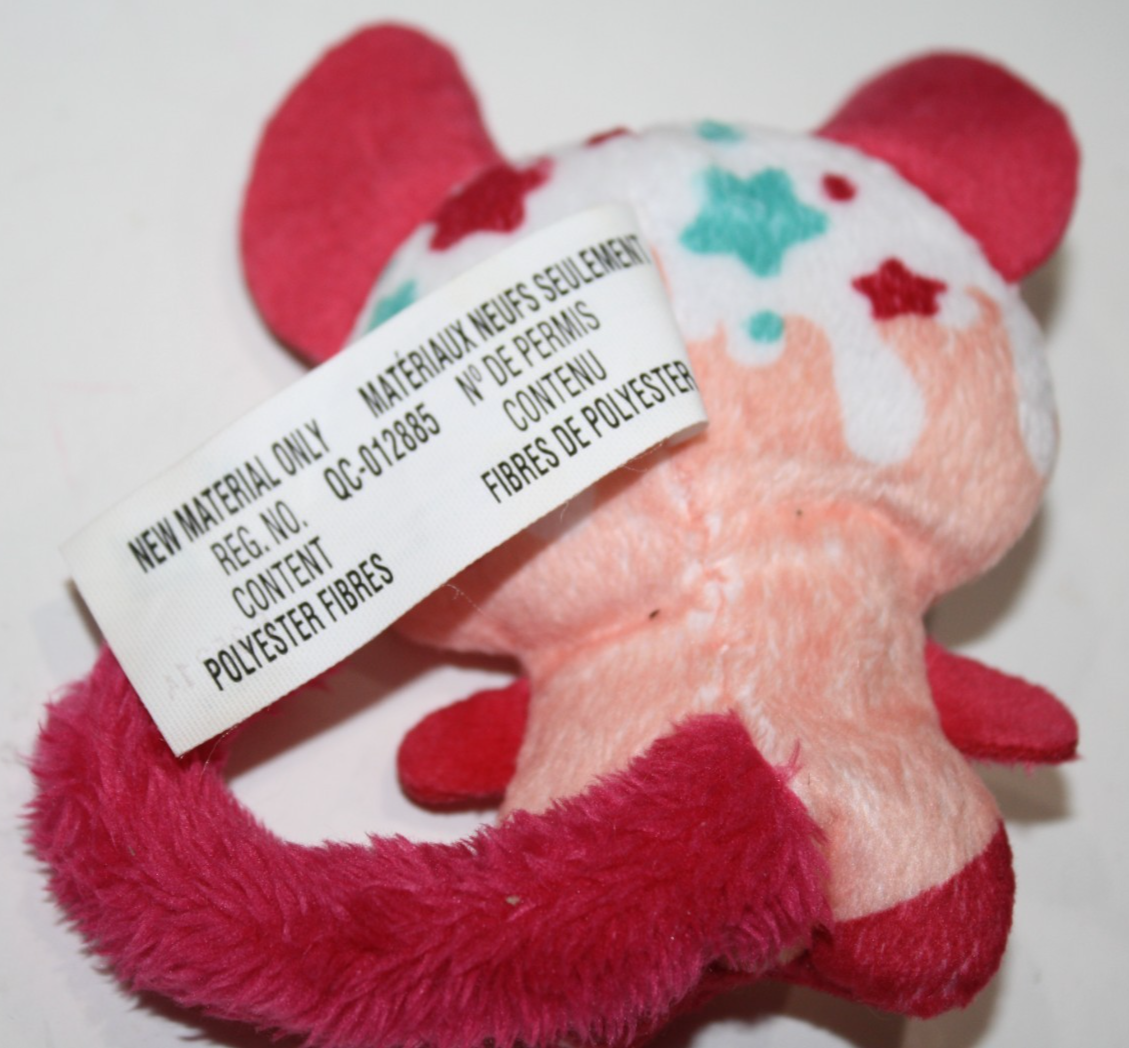 NEW MATERIAL ONLY MATÉRIAUX NEUFS SEULEMENT
REG. NO. QC-012885 Nº DE PERMIS
CONTENT CONTENU
POLYESTER FIBRES FIBRES DE POLYESTER